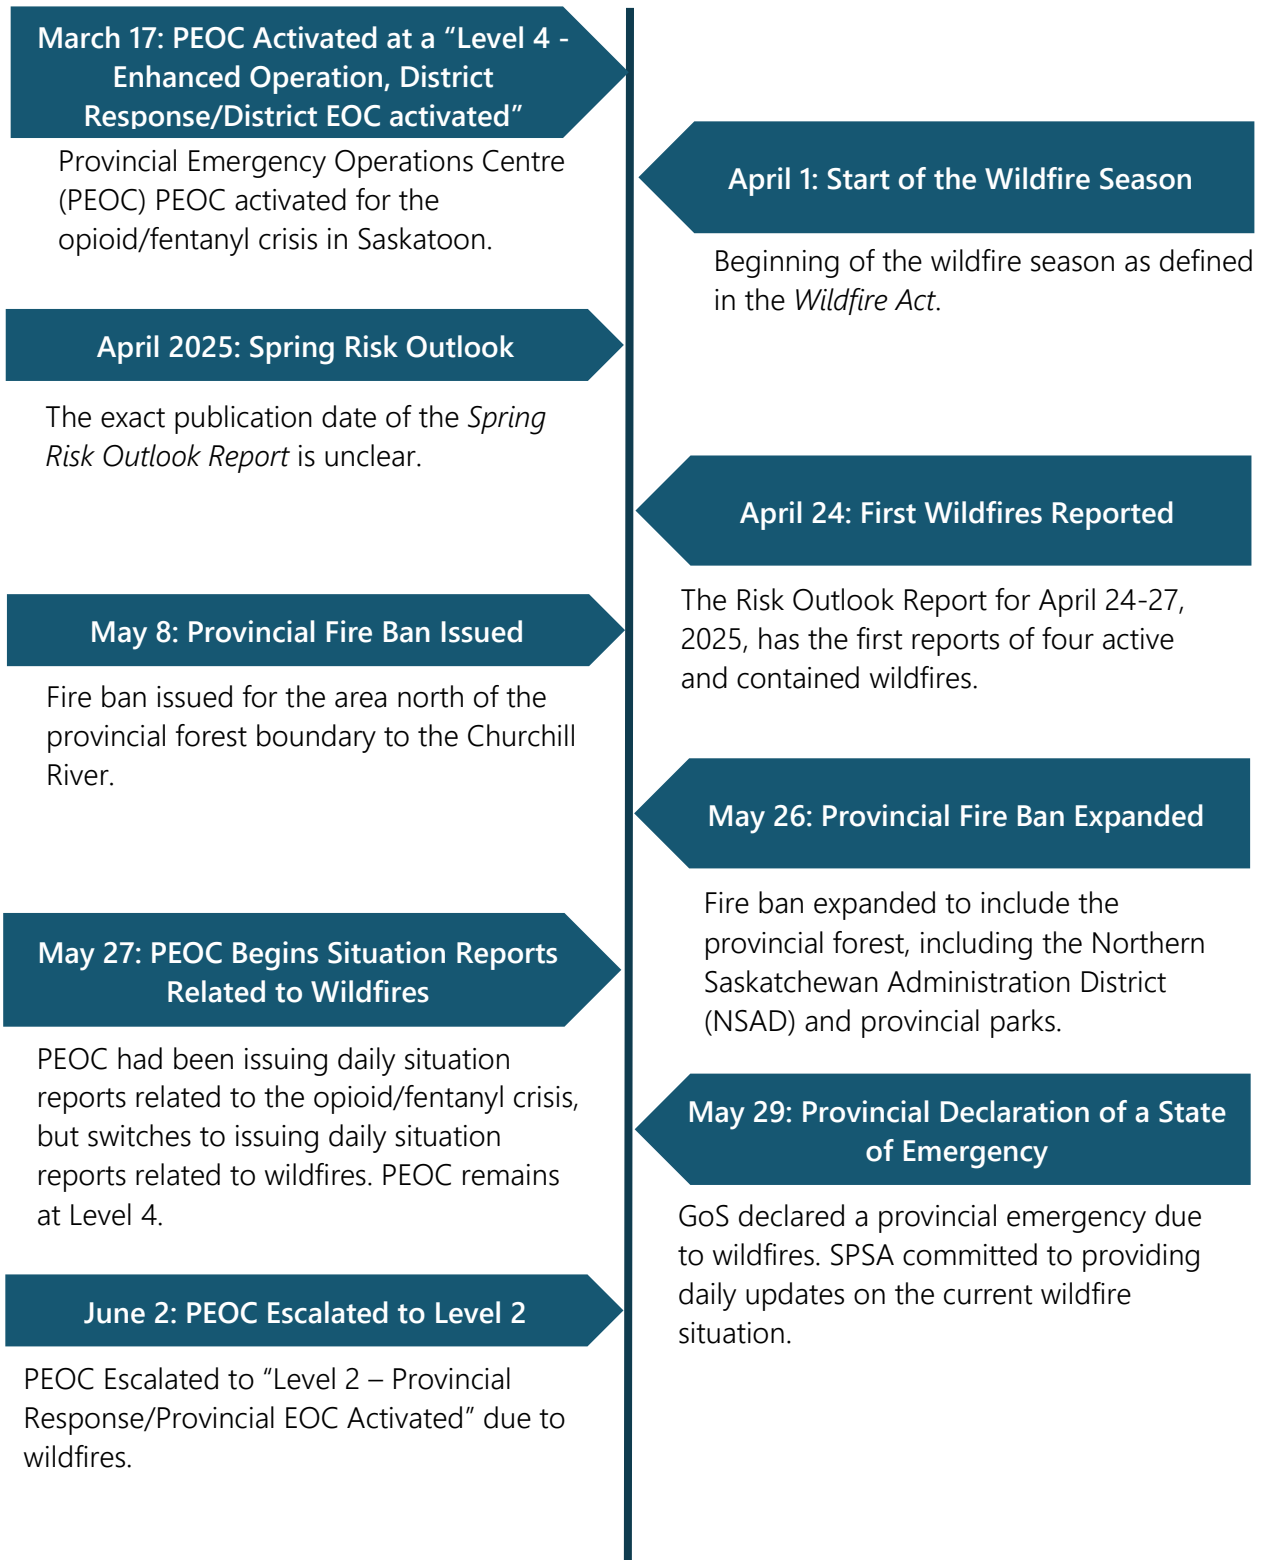 March 17: PEOC Activated at a “Level 4 -
Enhanced Operation, District
Response/District EOC activated”
Provincial Emergency Operations Centre
(PEOC) PEOC activated for the
opioid/fentanyl crisis in Saskatoon.
April 1: Start of the Wildfire Season
Beginning of the wildfire season as defined
in the Wildfire Act.
April 2025: Spring Risk Outlook
The exact publication date of the Spring
Risk Outlook Report is unclear.
April 24: First Wildfires Reported
The Risk Outlook Report for April 24-27,
2025, has the first reports of four active
and contained wildfires.
May 8: Provincial Fire Ban Issued
Fire ban issued for the area north of the
provincial forest boundary to the Churchill
River.
May 26: Provincial Fire Ban Expanded
Fire ban expanded to include the
provincial forest, including the Northern
Saskatchewan Administration District
(NSAD) and provincial parks.
May 27: PEOC Begins Situation Reports
Related to Wildfires
PEOC had been issuing daily situation
reports related to the opioid/fentanyl crisis,
but switches to issuing daily situation
reports related to wildfires. PEOC remains
at Level 4.
May 29: Provincial Declaration of a State
of Emergency
GoS declared a provincial emergency due
to wildfires. SPSA committed to providing
daily updates on the current wildfire
situation.
June 2: PEOC Escalated to Level 2
PEOC Escalated to “Level 2 – Provincial
Response/Provincial EOC Activated” due to
wildfires.